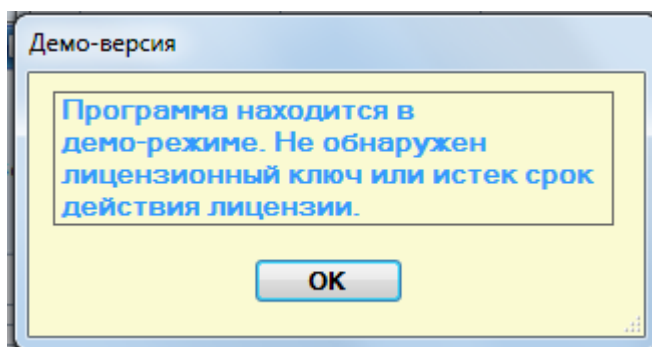 Демо-версия
Программа находится в
демо-режиме. Не обнаружен
лицензионный ключ или истек срок
действия лицензии.
OK